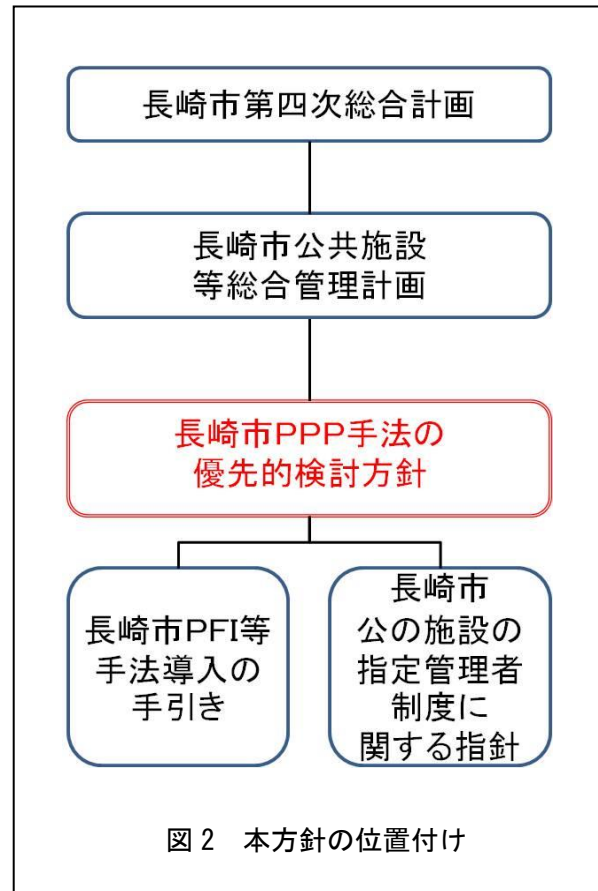 長崎市第四次総合計画
長崎市公共施設
等総合管理計画
長崎市PPP手法の
優先的検討方針
長崎市PFI等
手法導入の
手引き
長崎市
公の施設の
指定管理者
制度に
関する指針
図2 本方針の位置付け